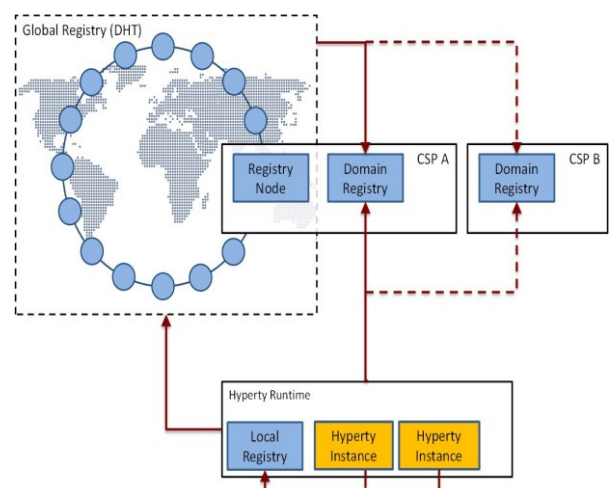 Global Registry (DHT)
CSP A
CSP B
Registry
Node
Domain
Registry
Domain
Registry
Hyperty Runtime
Local
Registry
Hyperty
Instance
Hyperty
Instance